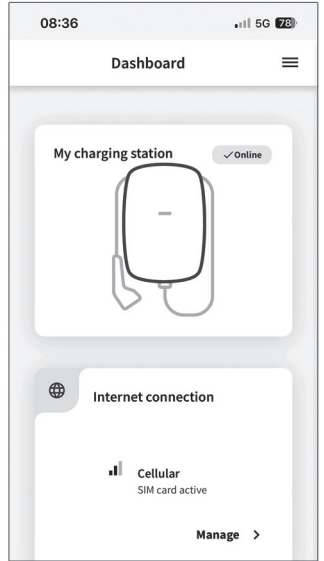 08:36 5G 78
Dashboard
My charging station Online
Internet connection
Cellular
SIM card active
Manage